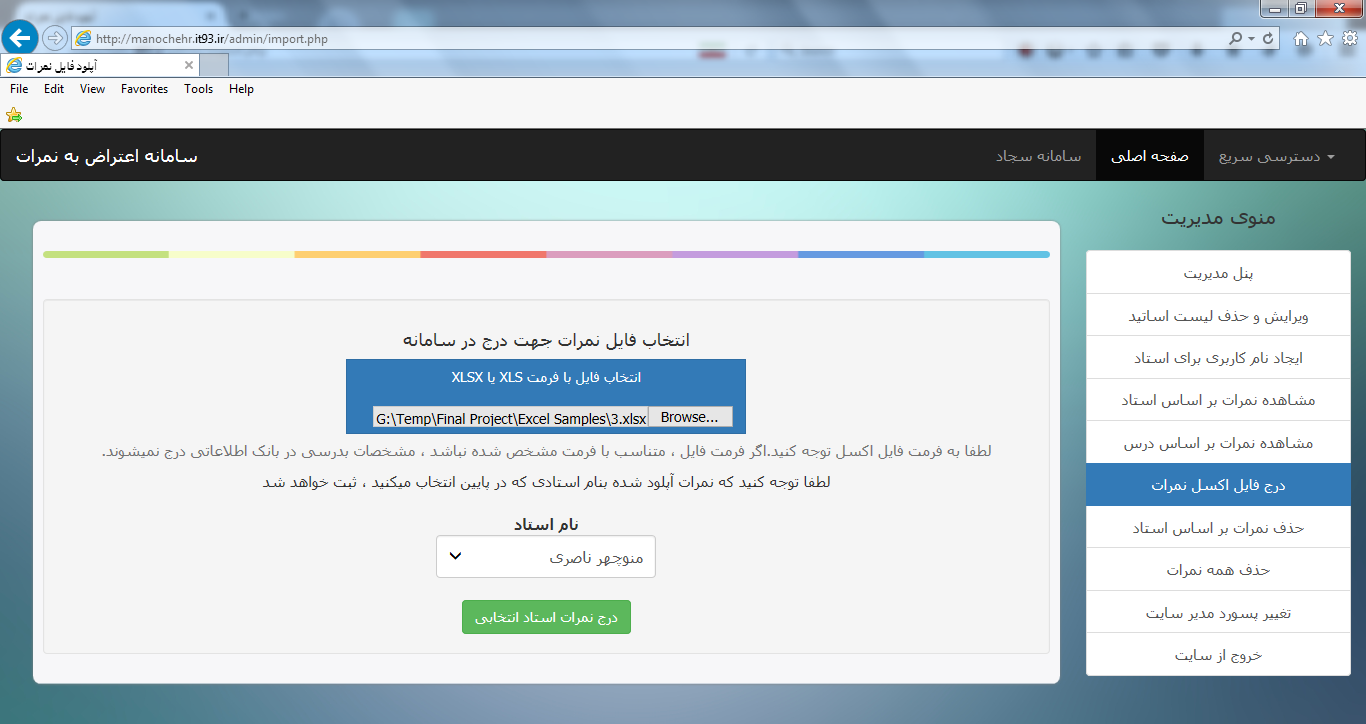 http://manochehr.it93.ir/admin/import.php
آپلود فایل نمرات
File Edit View Favorites Tools Help
دسترسی سریع
صفحه اصلی
سامانه سجاد
سامانه اعتراض به نمرات
منوی مدیریت
پنل مدیریت
ویرایش و حذف لیست اساتید
ایجاد نام کاربری برای استاد
مشاهده نمرات بر اساس استاد
مشاهده نمرات بر اساس درس
درج فایل اکسل نمرات
حذف نمرات بر اساس استاد
حذف همه نمرات
تغییر پسورد مدیر سایت
خروج از سایت
انتخاب فایل نمرات جهت درج در سامانه
انتخاب فایل با فرمت XLS یا XLSX
G:\Temp\Final Project\Excel Samples\3.xlsx Browse...
لطفا به فرمت فایل اکسل توجه کنید.اگر فرمت فایل ، متناسب با فرمت مشخص شده نباشد ، مشخصات بدرسی در بانک اطلاعاتی درج نمیشوند.
لطفا توجه کنید که نمرات آپلود شده بنام استادی که در پایین انتخاب میکنید ، ثبت خواهد شد
نام استاد
منوچهر ناصری
درج نمرات استاد انتخابی